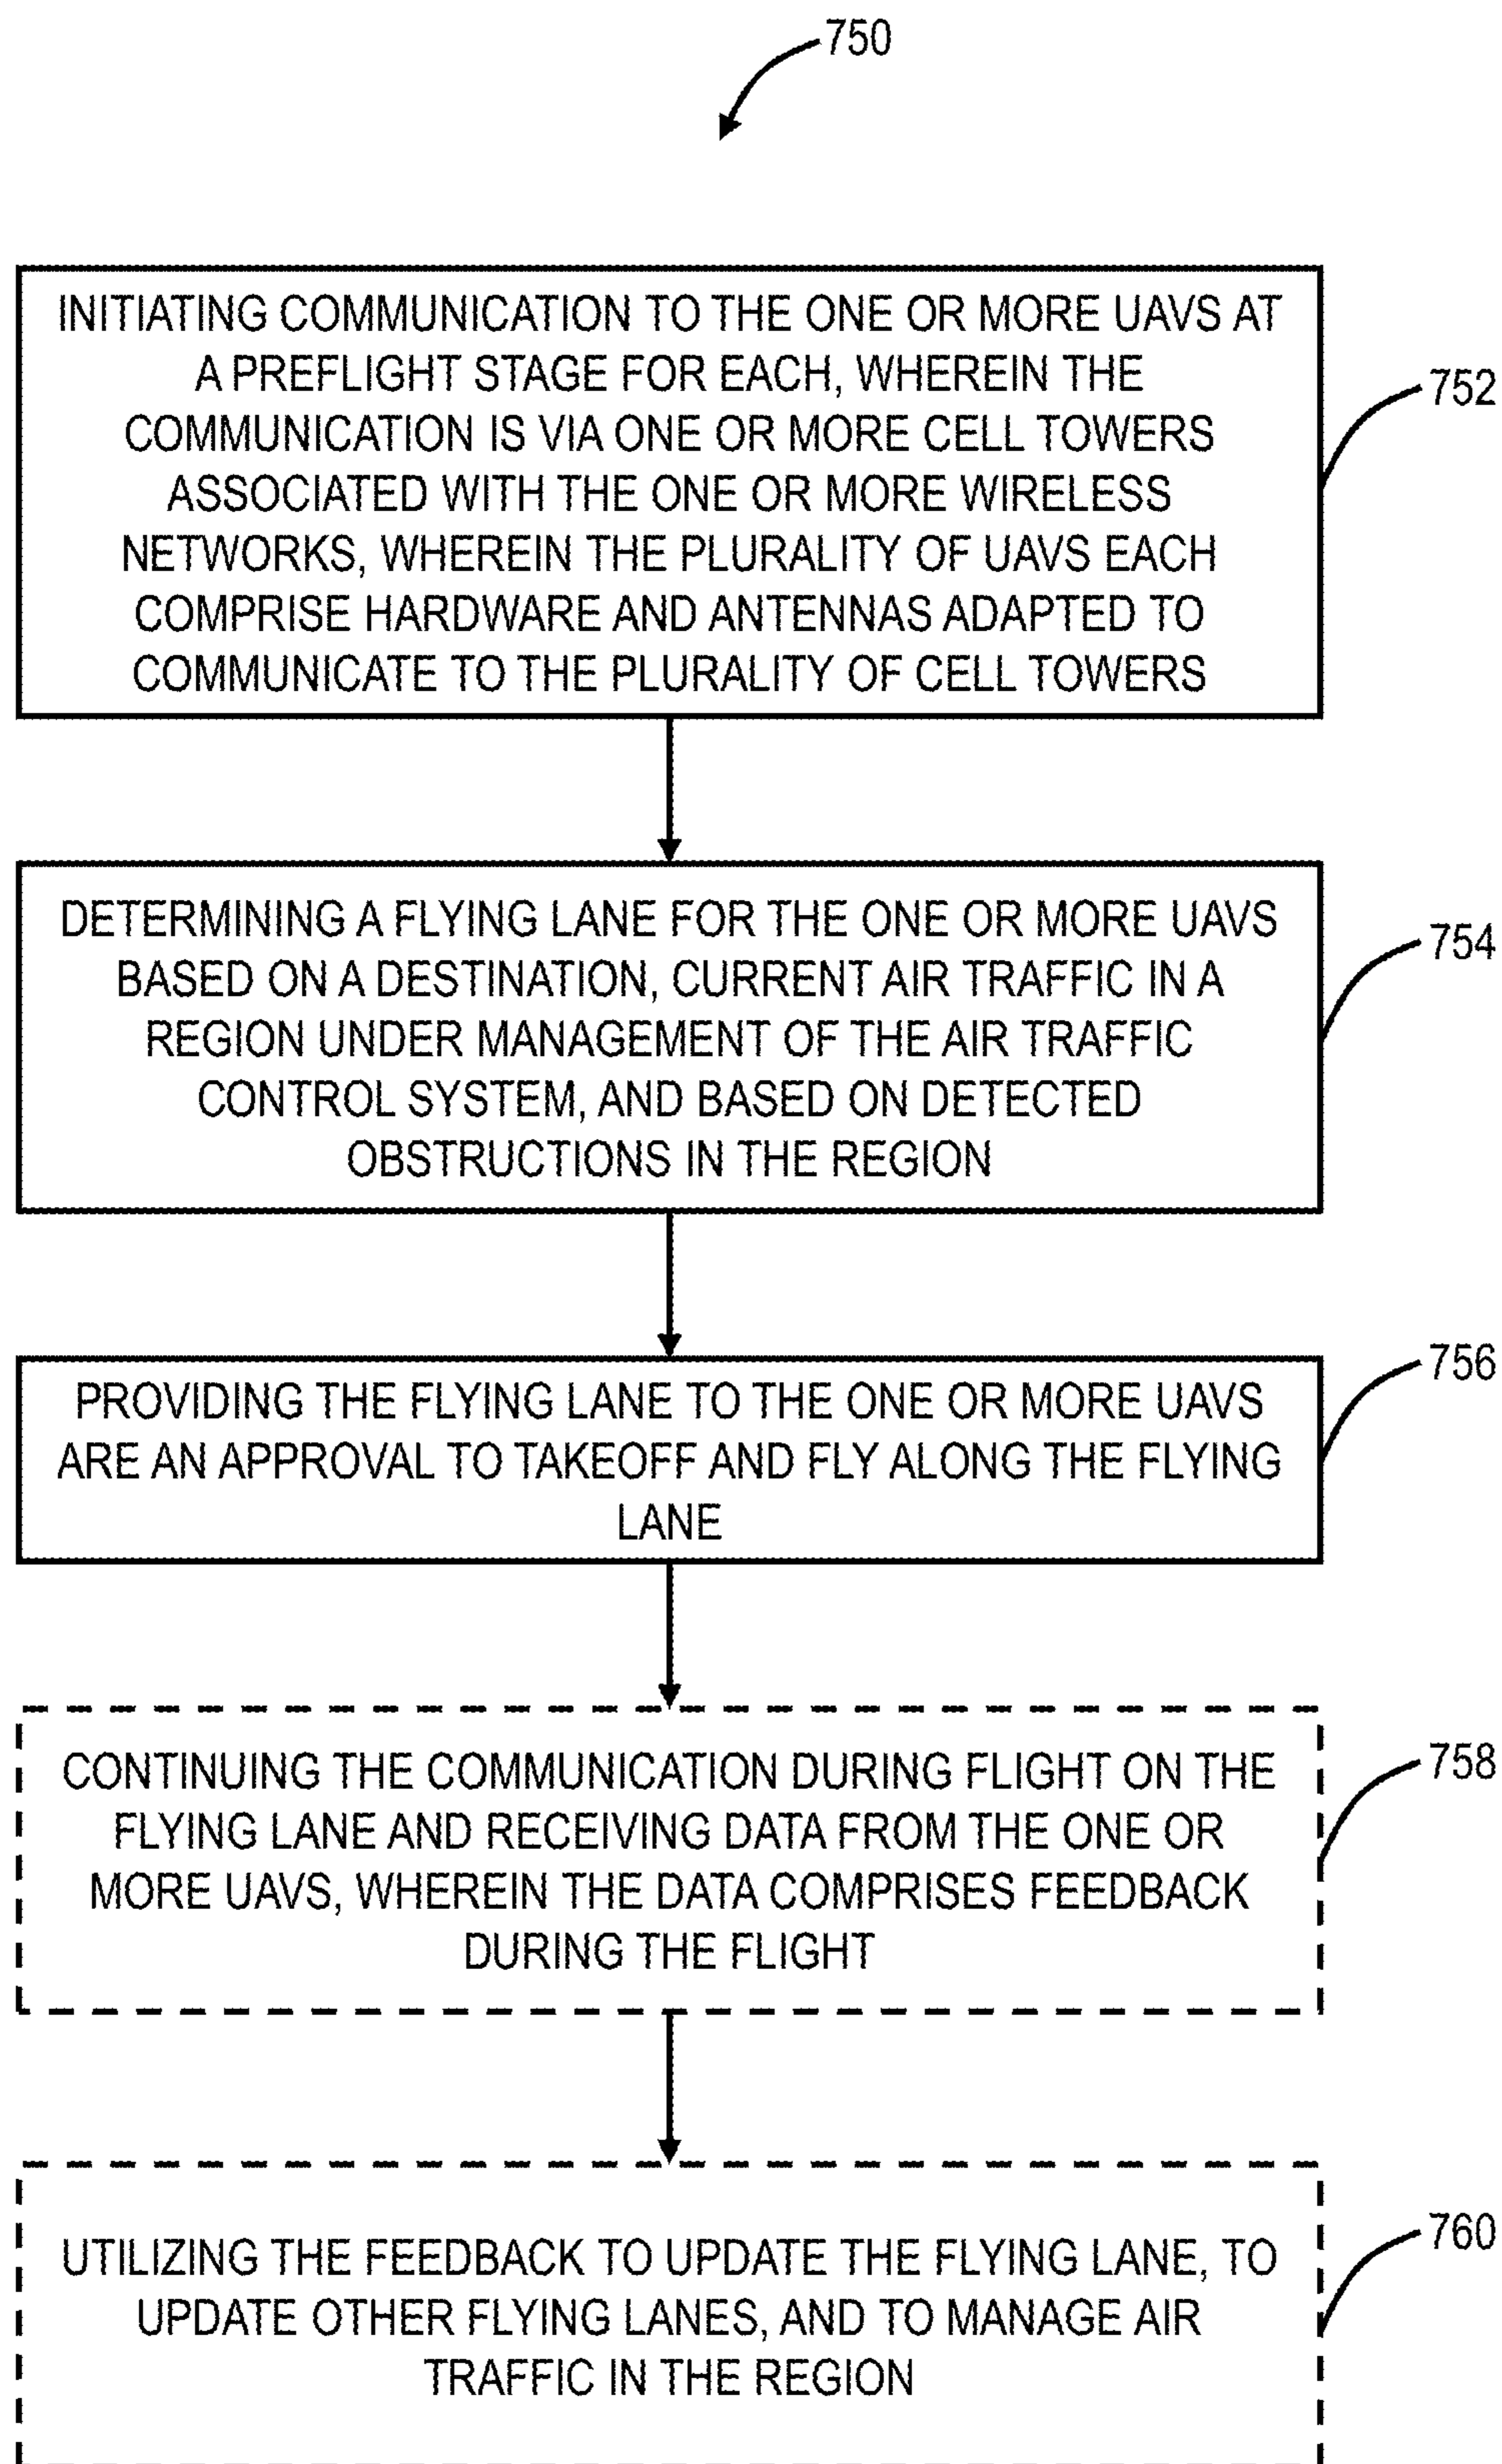 750
INITIATING COMMUNICATION TO THE ONE OR MORE UAVS AT
A PREFLIGHT STAGE FOR EACH, WHEREIN THE
COMMUNICATION IS VIA ONE OR MORE CELL TOWERS
ASSOCIATED WITH THE ONE OR MORE WIRELESS
NETWORKS, WHEREIN THE PLURALITY OF UAVS EACH
COMPRISE HARDWARE AND ANTENNAS ADAPTED TO
COMMUNICATE TO THE PLURALITY OF CELL TOWERS
752
DETERMINING A FLYING LANE FOR THE ONE OR MORE UAVS
BASED ON A DESTINATION, CURRENT AIR TRAFFIC IN A
REGION UNDER MANAGEMENT OF THE AIR TRAFFIC
CONTROL SYSTEM, AND BASED ON DETECTED
OBSTRUCTIONS IN THE REGION
754
PROVIDING THE FLYING LANE TO THE ONE OR MORE UAVS
ARE AN APPROVAL TO TAKEOFF AND FLY ALONG THE FLYING
LANE
756
CONTINUING THE COMMUNICATION DURING FLIGHT ON THE
FLYING LANE AND RECEIVING DATA FROM THE ONE OR
MORE UAVS, WHEREIN THE DATA COMPRISES FEEDBACK
DURING THE FLIGHT
758
UTILIZING THE FEEDBACK TO UPDATE THE FLYING LANE, TO
UPDATE OTHER FLYING LANES, AND TO MANAGE AIR
TRAFFIC IN THE REGION
760